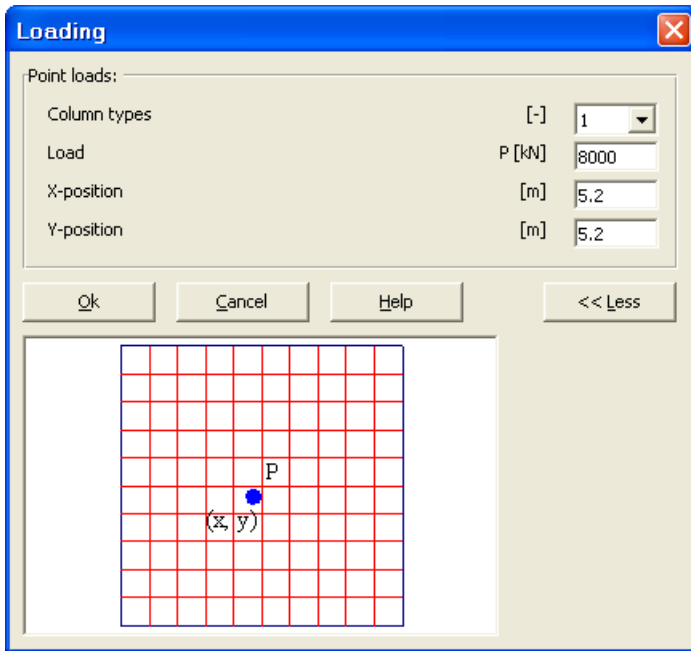 Loading
Point loads:
Column types [-] 1
Load P [kN] 8000
X-position [m] 5.2
Y-position [m] 5.2
Ok Cancel Help << Less
P
(x, y)